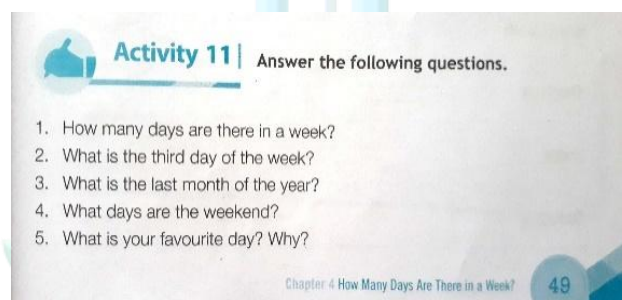 Activity 11 | Answer the following questions.
1. How many days are there in a week?
2. What is the third day of the week?
3. What is the last month of the year?
4. What days are the weekend?
5. What is your favourite day? Why?
Chapter 4 How Many Days Are There in a Week? 49